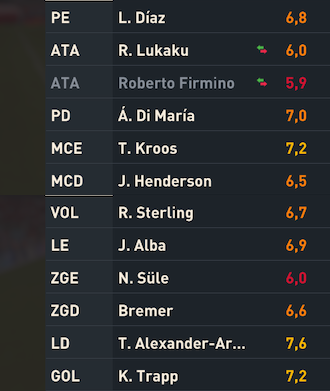 PE L. Díaz 6,8
ATA R. Lukaku 6,0
ATA Roberto Firmino 5,9
PD Á. Di María 7,0
MCE T. Kroos 7,2
MCD J. Henderson 6,5
VOL R. Sterling 6,7
LE J. Alba 6,9
ZGE N. Süle 6,0
ZGD Bremer 6,6
LD T. Alexander-Ar... 7,6
GOL K. Trapp 7,2